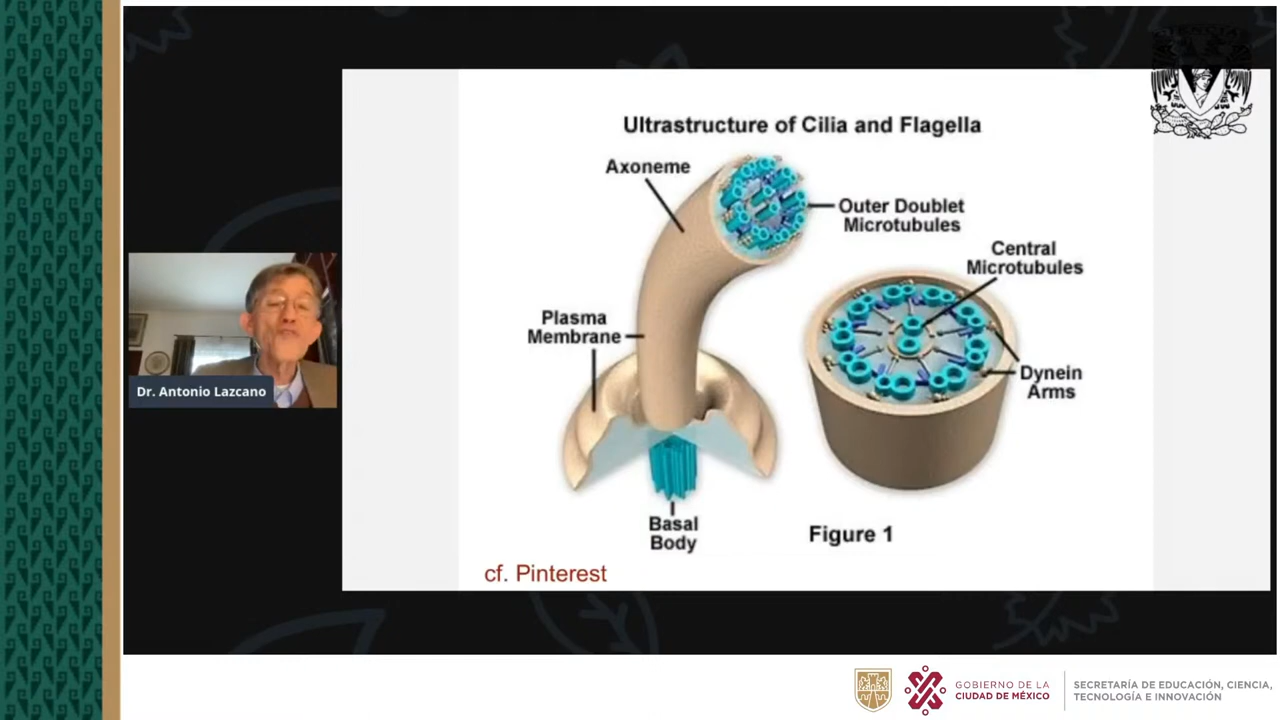 CIENCIA
Ultrastructure of Cilia and Flagella
Axoneme
Outer Doublet
Microtubules
Central
Microtubules
Plasma
Membrane
Dynein
Arms
Dr. Antonio Lazcano
Basal
Body
Figure 1
cf. Pinterest
GOBIERNO DE LA
CIUDAD DE MÉXICO
SECRETARÍA DE EDUCACIÓN, CIENCIA,
TECNOLOGÍA E INNOVACIÓN